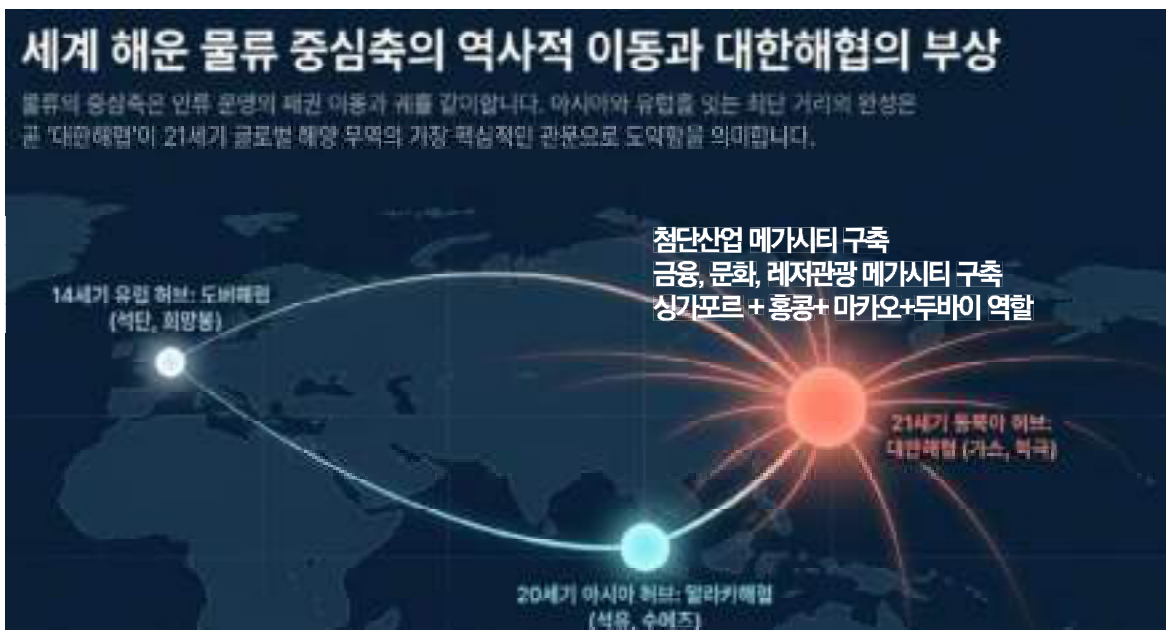 세계 해운 물류 중심축의 역사적 이동과 대한해협의 부상
물류의 중심축은 인류 문명의 패권 이동과 궤를 같이합니다. 아시아와 유럽을 잇는 최단 거리의 완성은
곧 '대한해협'이 21세기 글로벌 해양 무역의 가장 핵심적인 관문으로 도약함을 의미합니다.
첨단산업 메가시티 구축
금융, 문화, 레저관광 메가시티 구축
싱가포르 + 홍콩+ 마카오+두바이 역할
14세기 유럽 허브: 도버해협
(석탄, 희망봉)
21세기 동북아 허브:
대한해협 (가스, 북극)
20세기 아시아 허브: 말라카해협
(석유, 수에즈)